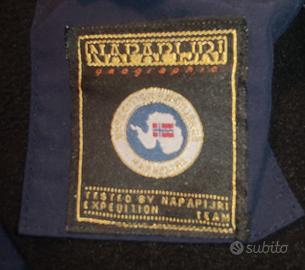 NAPAPIJRI
geographic
TESTED BY NAPAPIJRI
EXPEDITION TEAM
subito